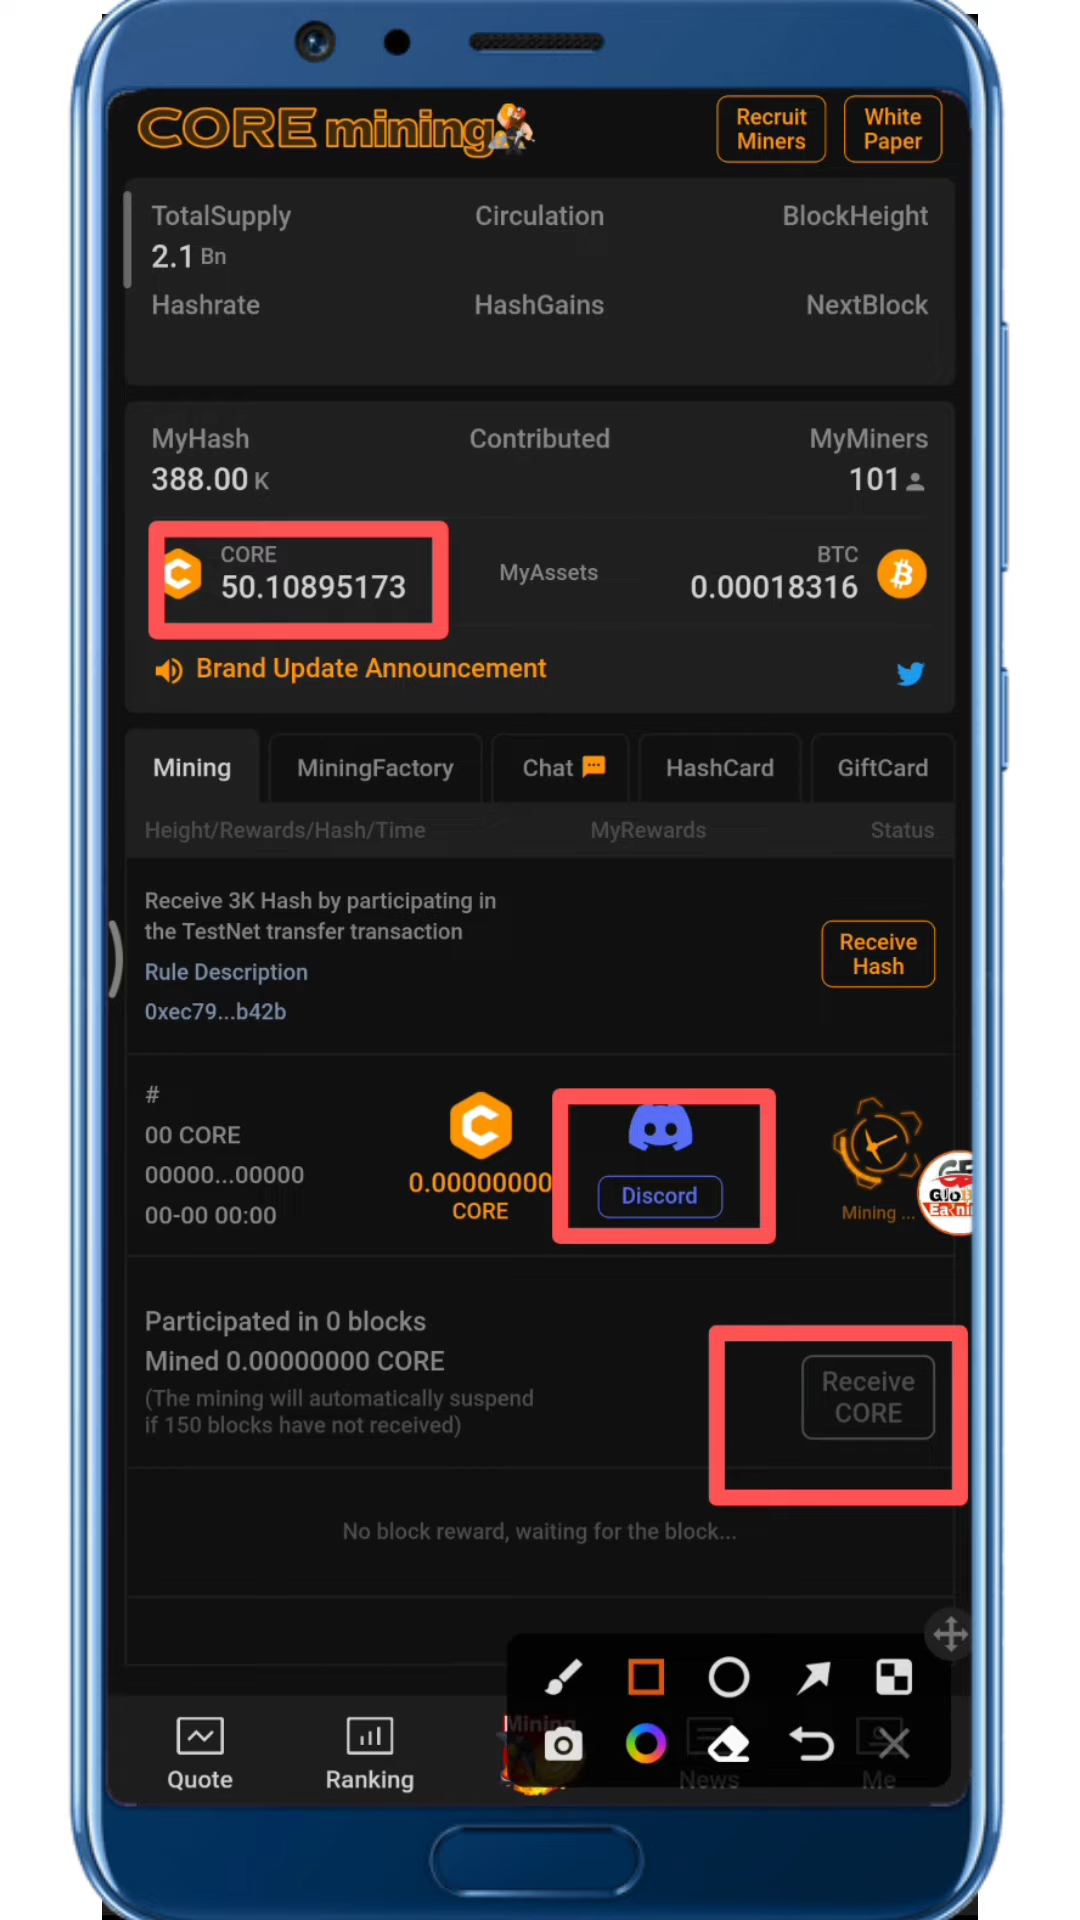 CORE mining
Recruit
Miners
White
Paper
TotalSupply
Circulation
BlockHeight
2.1 Bn
Hashrate
HashGains
NextBlock
MyHash
Contributed
MyMiners
388.00 K
101
CORE
50.10895173
MyAssets
BTC
0.00018316
Brand Update Announcement
Mining
MiningFactory
Chat
HashCard
GiftCard
Height/Rewards/Hash/Time
MyRewards
Status
Receive 3K Hash by participating in
the TestNet transfer transaction
Rule Description
0xec79...b42b
Receive
Hash
#
00 CORE
00000...00000
00-00 00:00
0.00000000
CORE
Discord
Mining ...
Participated in 0 blocks
Mined 0.00000000 CORE
(The mining will automatically suspend
if 150 blocks have not received)
Receive
CORE
No block reward, waiting for the block...
Quote
Ranking
Mining
News
Me